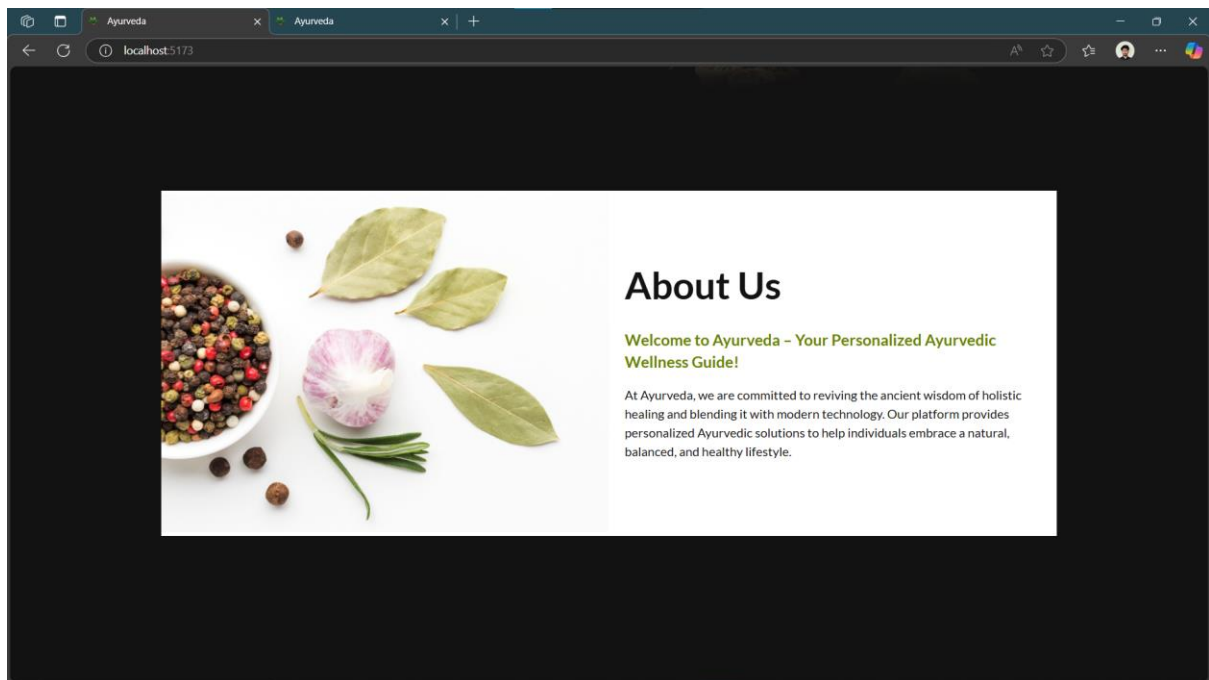 Ayurveda
Ayurveda
localhost:5173
About Us
Welcome to Ayurveda – Your Personalized Ayurvedic
Wellness Guide!
At Ayurveda, we are committed to reviving the ancient wisdom of holistic
healing and blending it with modern technology. Our platform provides
personalized Ayurvedic solutions to help individuals embrace a natural,
balanced, and healthy lifestyle.